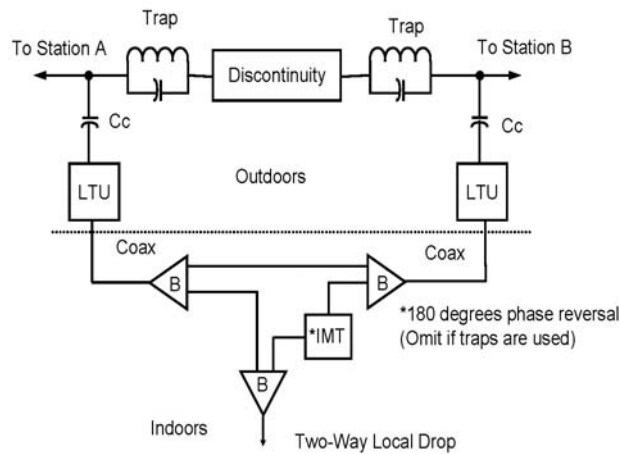 Trap
Trap
To Station A
Discontinuity
To Station B
Cc
Cc
LTU
Outdoors
LTU
Coax
Coax
B
B
*180 degrees phase reversal
(Omit if traps are used)
*IMT
B
Indoors
Two-Way Local Drop